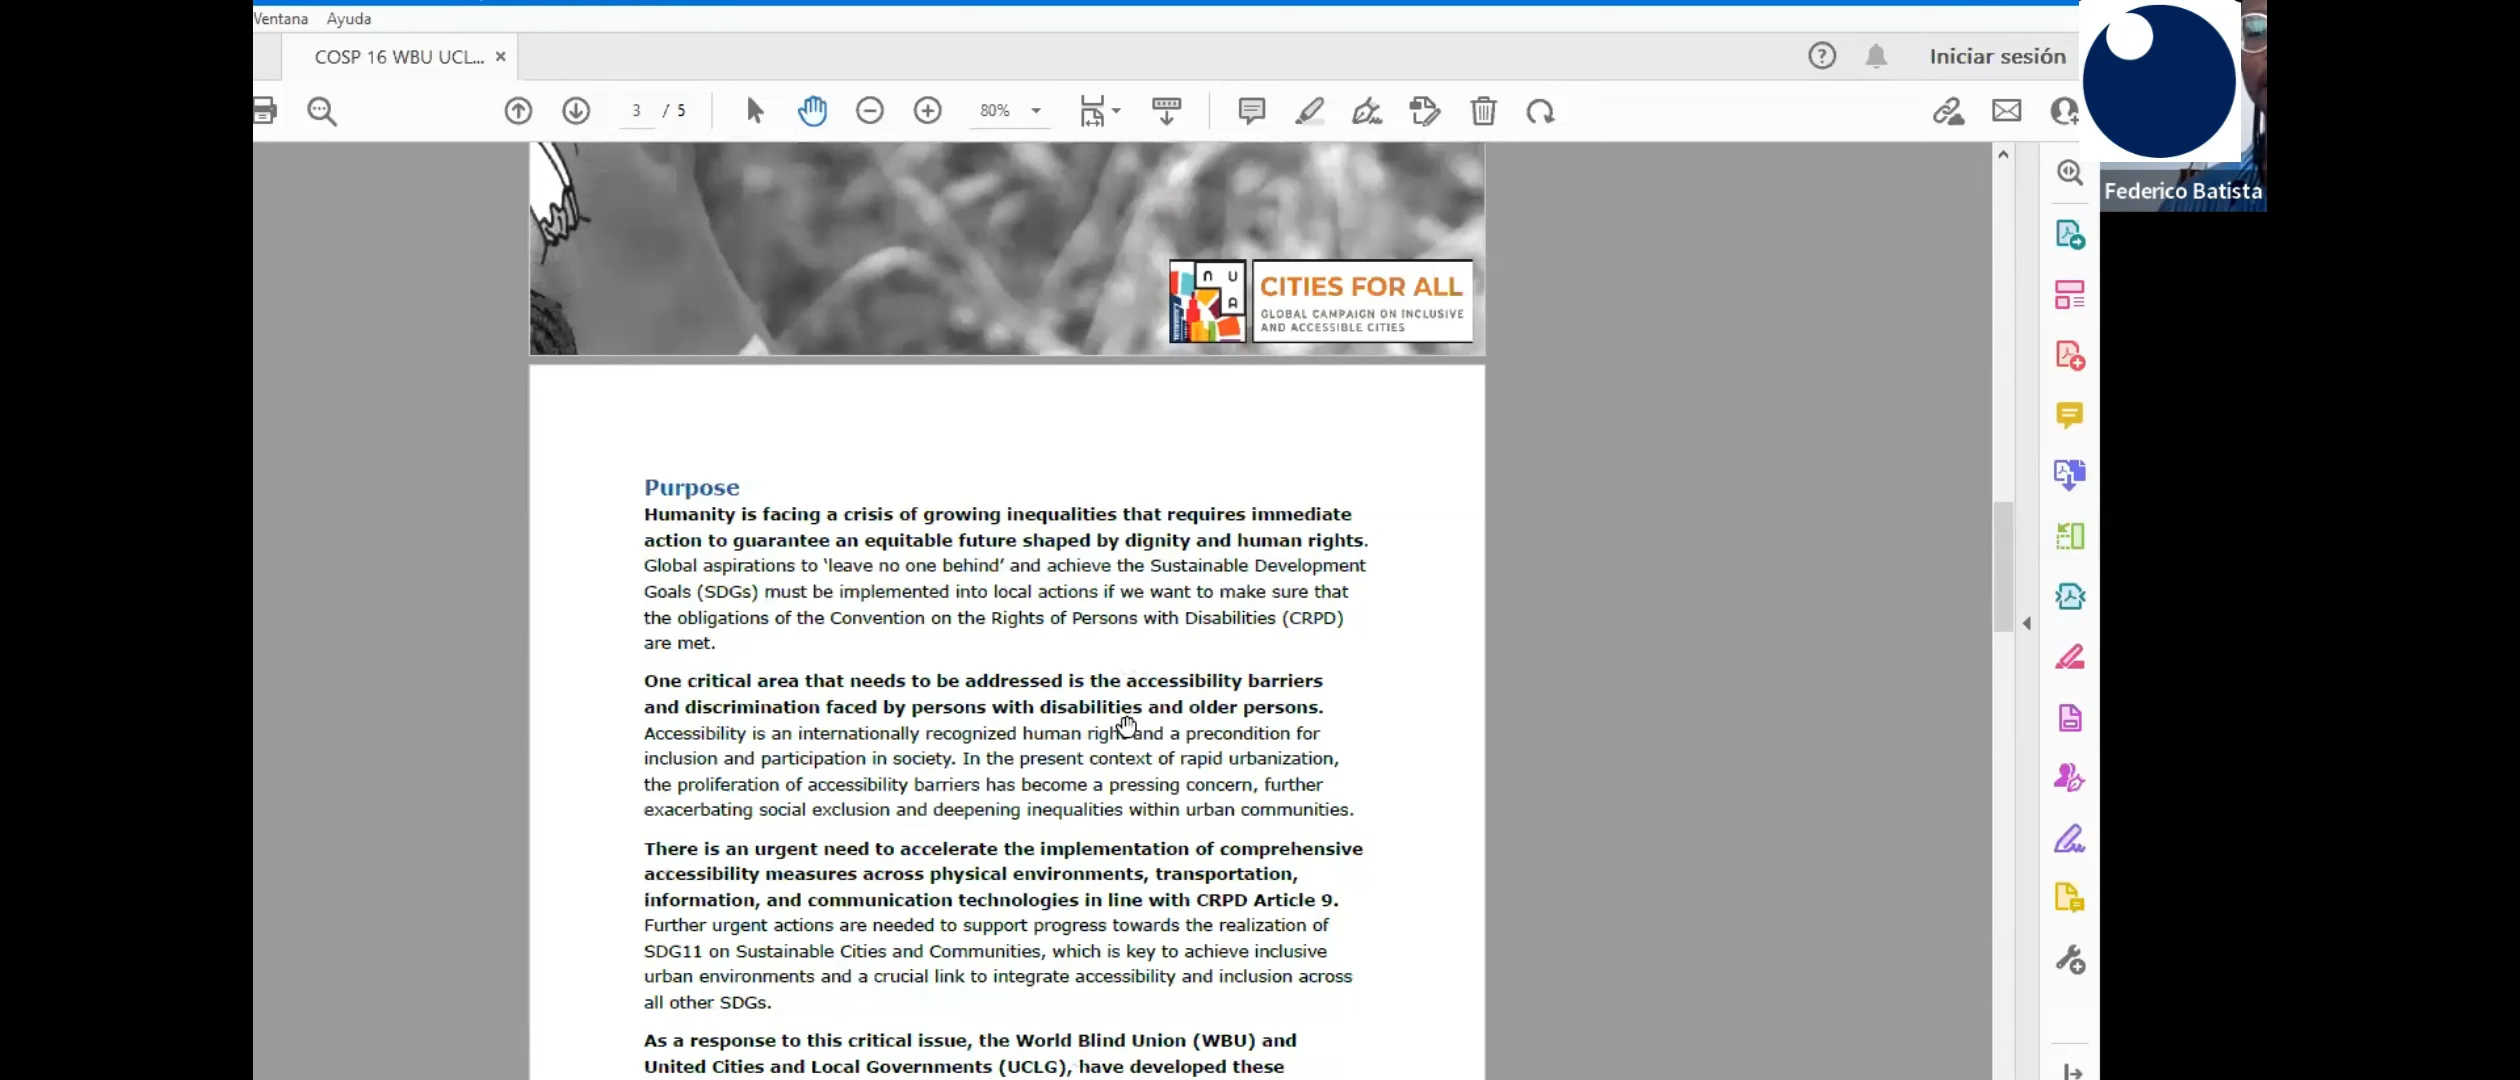 Ventana Ayuda
COSP 16 WBU UCL... ×
Iniciar sesión
3 / 5
80%
Federico Batista
n U
A
CITIES FOR ALL
GLOBAL CAMPAIGN ON INCLUSIVE
AND ACCESSIBLE CITIES
Purpose
Humanity is facing a crisis of growing inequalities that requires immediate
action to guarantee an equitable future shaped by dignity and human rights.
Global aspirations to ‘leave no one behind’ and achieve the Sustainable Development
Goals (SDGs) must be implemented into local actions if we want to make sure that
the obligations of the Convention on the Rights of Persons with Disabilities (CRPD)
are met.
One critical area that needs to be addressed is the accessibility barriers
and discrimination faced by persons with disabilities and older persons.
Accessibility is an internationally recognized human right and a precondition for
inclusion and participation in society. In the present context of rapid urbanization,
the proliferation of accessibility barriers has become a pressing concern, further
exacerbating social exclusion and deepening inequalities within urban communities.
There is an urgent need to accelerate the implementation of comprehensive
accessibility measures across physical environments, transportation,
information, and communication technologies in line with CRPD Article 9.
Further urgent actions are needed to support progress towards the realization of
SDG11 on Sustainable Cities and Communities, which is key to achieve inclusive
urban environments and a crucial link to integrate accessibility and inclusion across
all other SDGs.
As a response to this critical issue, the World Blind Union (WBU) and
United Cities and Local Governments (UCLG), have developed these